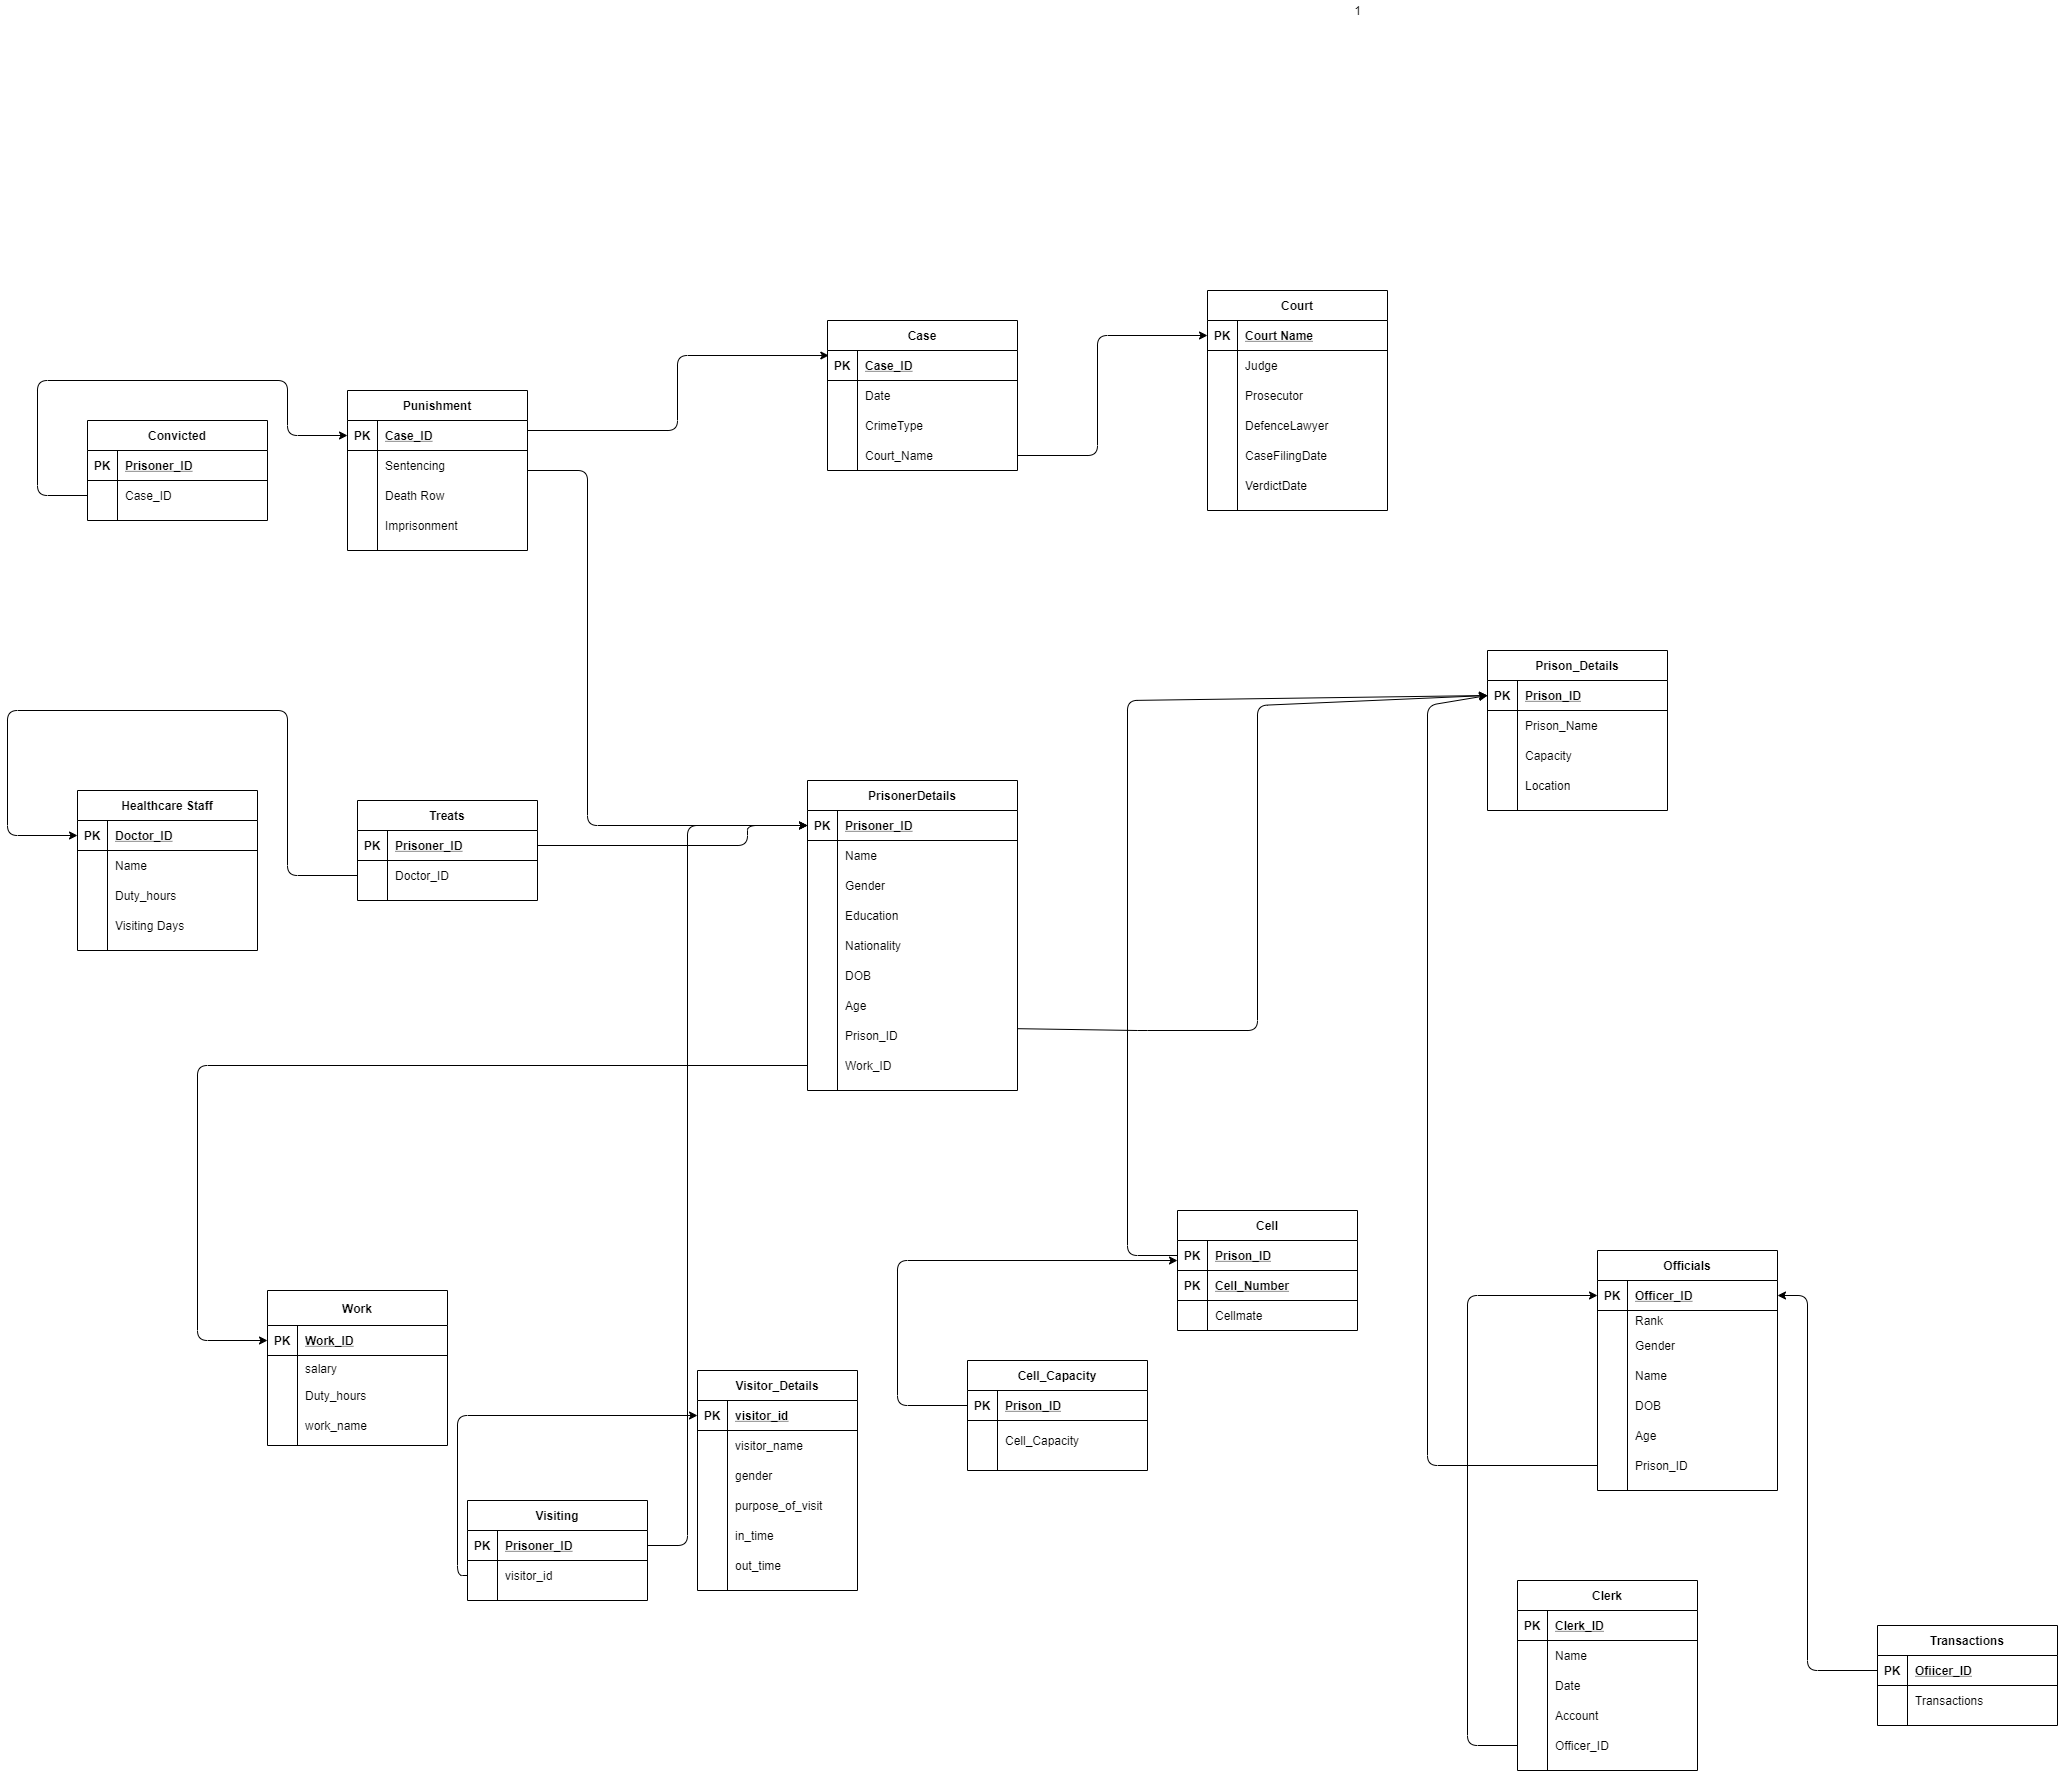 1
Court
PK Court Name
Judge
Prosecutor
DefenceLawyer
CaseFilingDate
VerdictDate
Case
PK Case_ID
Date
CrimeType
Court_Name
Punishment
PK Case_ID
Sentencing
Death Row
Imprisonment
Convicted
PK Prisoner_ID
Case_ID
Prison_Details
PK Prison_ID
Prison_Name
Capacity
Location
Healthcare Staff
PK Doctor_ID
Name
Duty_hours
Visiting Days
Treats
PK Prisoner_ID
Doctor_ID
PrisonerDetails
PK Prisoner_ID
Name
Gender
Education
Nationality
DOB
Age
Prison_ID
Work_ID
Cell
PK Prison_ID
PK Cell_Number
Cellmate
Officials
PK Officer_ID
Rank
Gender
Name
DOB
Age
Prison_ID
Work
PK Work_ID
salary
Duty_hours
work_name
Visitor_Details
PK visitor_id
visitor_name
gender
purpose_of_visit
in_time
out_time
Cell_Capacity
PK Prison_ID
Cell_Capacity
Visiting
PK Prisoner_ID
visitor_id
Clerk
PK Clerk_ID
Name
Date
Account
Officer_ID
Transactions
PK Ofiicer_ID
Transactions